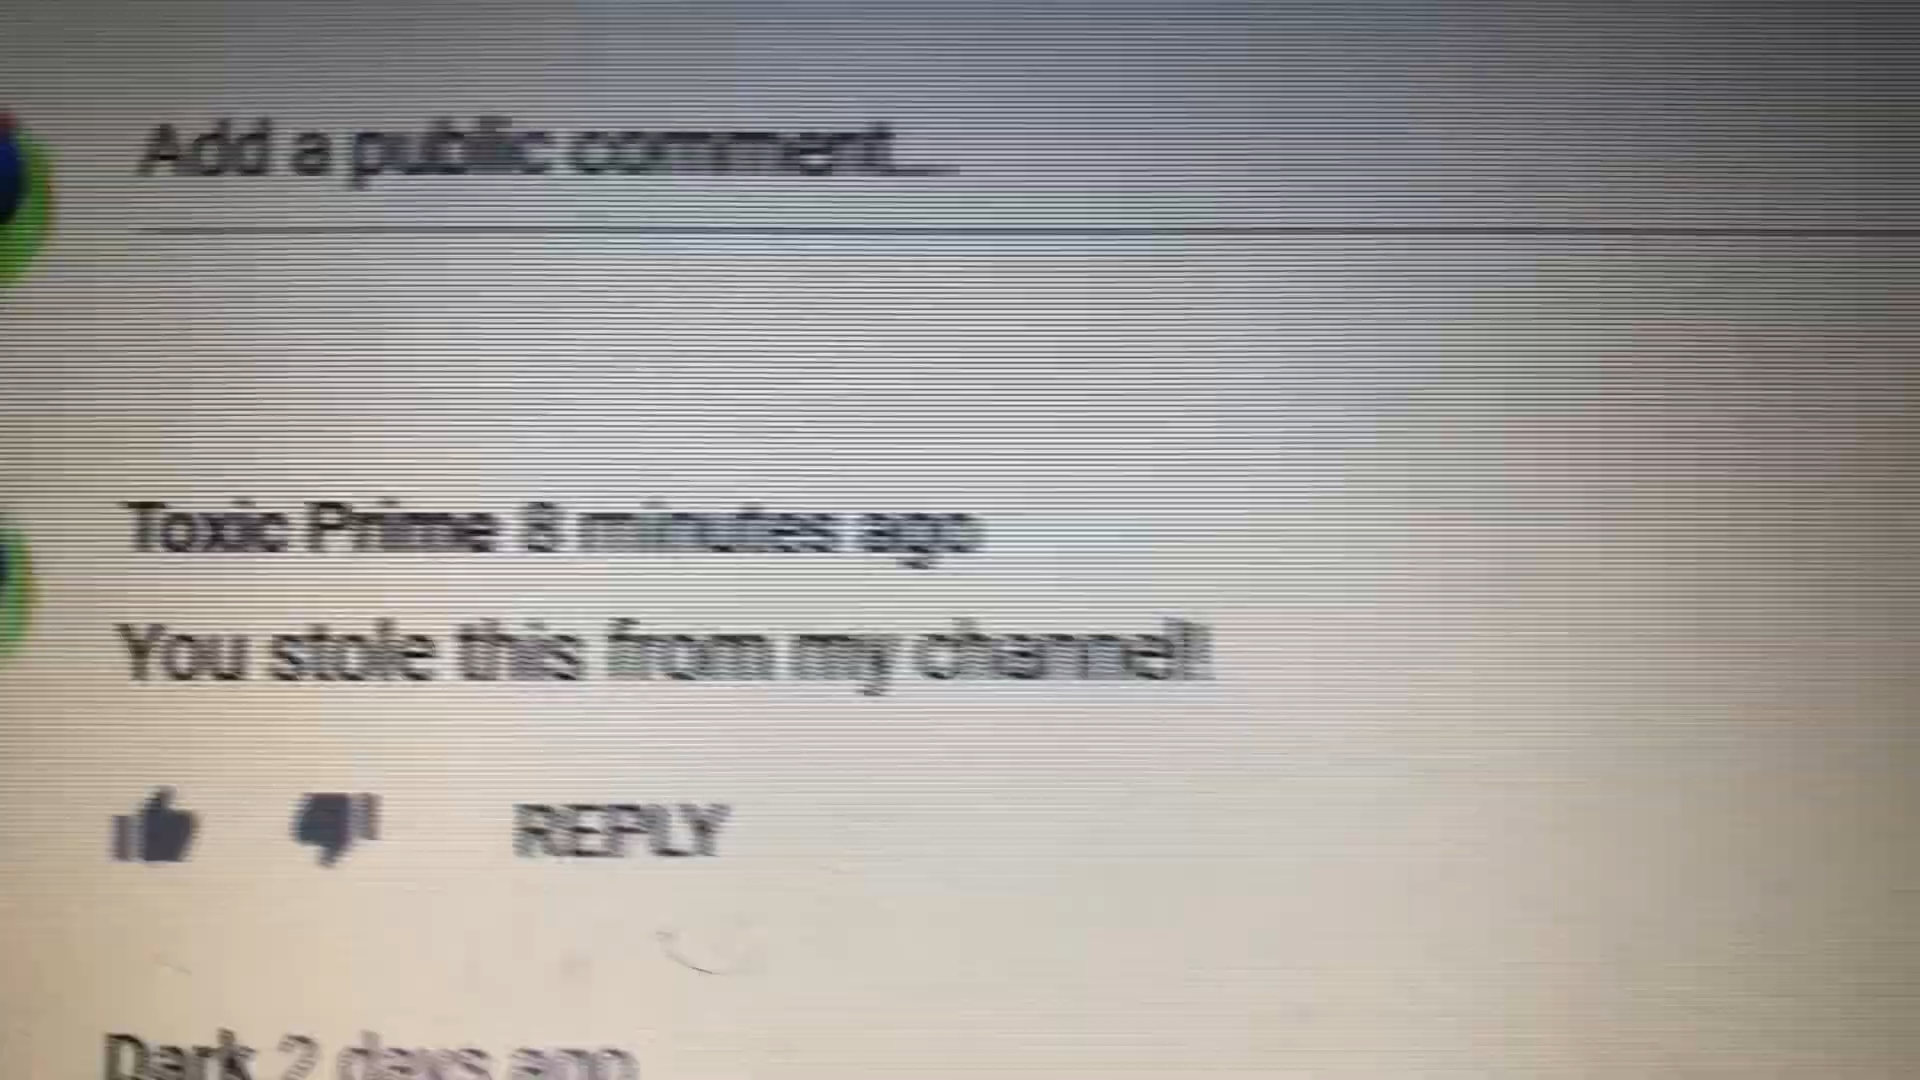 Add a public comment...
Toxic Prime 8 minutes ago
You stole this from my channel!
REPLY
Dark 2 days ago